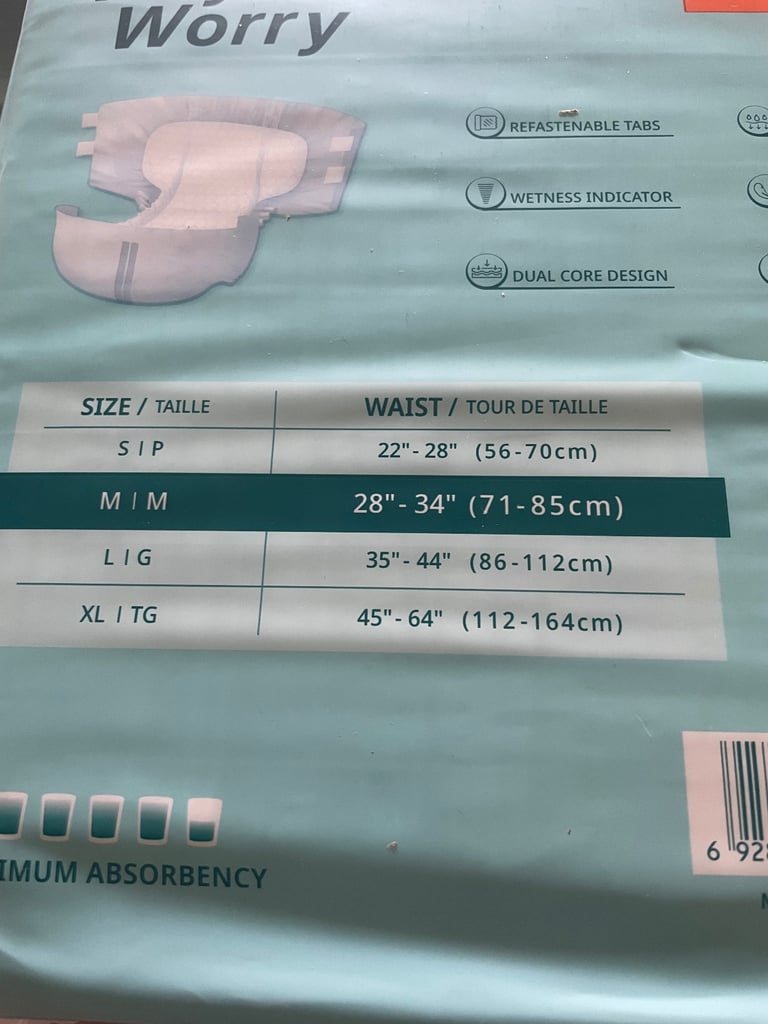 Worry
REFASTENABLE TABS
WETNESS INDICATOR
DUAL CORE DESIGN
SIZE / TAILLE WAIST / TOUR DE TAILLE
S | P 22"- 28" (56-70cm)
M | M 28"- 34" (71-85cm)
L | G 35"- 44" (86-112cm)
XL | TG 45"- 64" (112-164cm)
IMUM ABSORBENCY
6 928